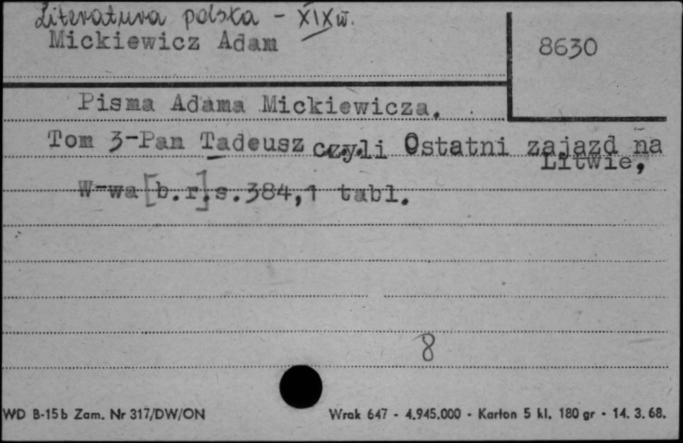 Literatura polska - XIX w.
Mickiewicz Adam
8630
Pisma Adama Mickiewicza.
Tom 3-Pan Tadeusz czyli Ostatni zajazd na
Litwie,
W-wa [b.r]. s.384,1 tabl.
8
WD B-15b Zam. Nr 317/DW/ON
Wrak 647 - 4.945.000 - Karton 5 kl. 180 gr - 14. 3. 68.